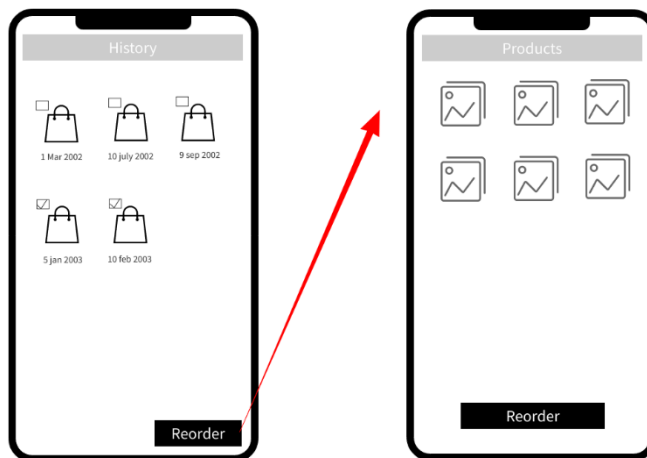 History
1 Mar 2002
10 july 2002
9 sep 2002
5 jan 2003
10 feb 2003
Reorder
Products
Reorder